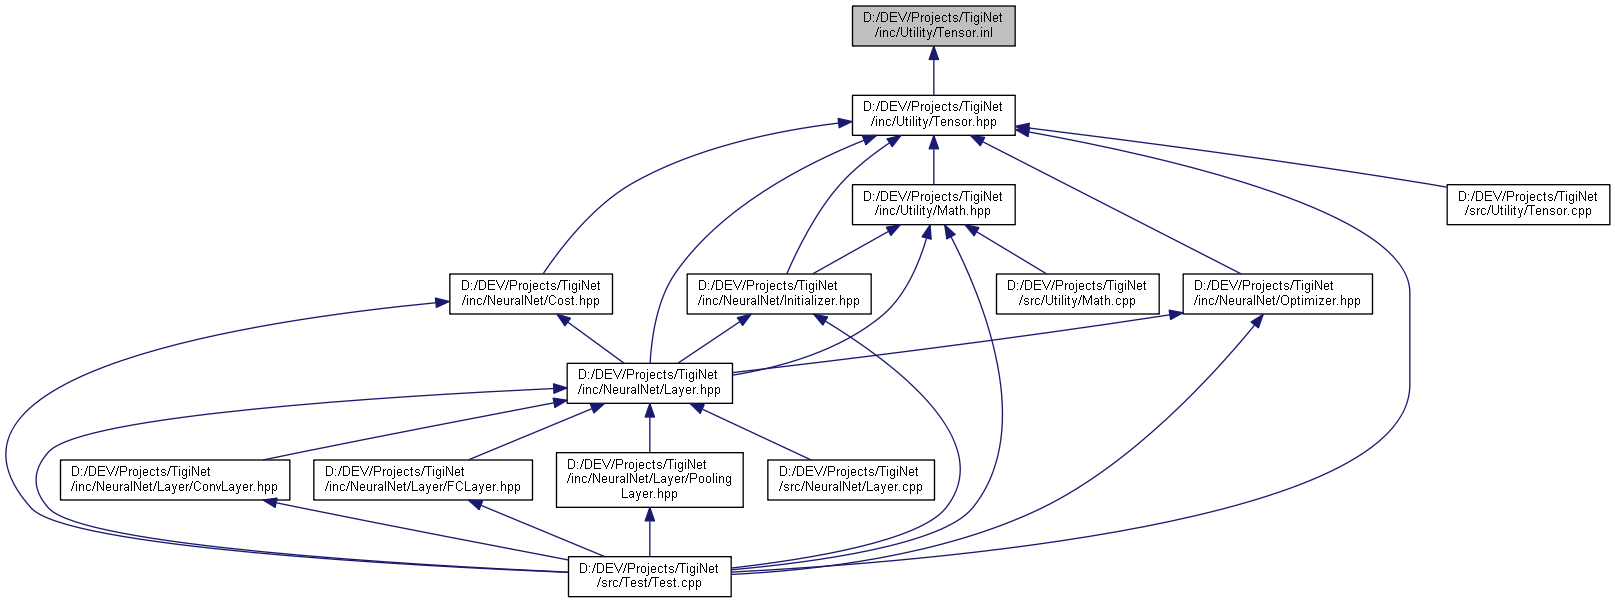 D:/DEV/Projects/TigiNet
/inc/Utility/Tensor.inl
D:/DEV/Projects/TigiNet
/inc/Utility/Tensor.hpp
D:/DEV/Projects/TigiNet
/inc/Utility/Math.hpp
D:/DEV/Projects/TigiNet
/src/Utility/Tensor.cpp
D:/DEV/Projects/TigiNet
/inc/NeuralNet/Cost.hpp
D:/DEV/Projects/TigiNet
/inc/NeuralNet/Initializer.hpp
D:/DEV/Projects/TigiNet
/src/Utility/Math.cpp
D:/DEV/Projects/TigiNet
/inc/NeuralNet/Optimizer.hpp
D:/DEV/Projects/TigiNet
/inc/NeuralNet/Layer.hpp
D:/DEV/Projects/TigiNet
/inc/NeuralNet/Layer/ConvLayer.hpp
D:/DEV/Projects/TigiNet
/inc/NeuralNet/Layer/FCLayer.hpp
D:/DEV/Projects/TigiNet
/inc/NeuralNet/Layer/Pooling
Layer.hpp
D:/DEV/Projects/TigiNet
/src/NeuralNet/Layer.cpp
D:/DEV/Projects/TigiNet
/src/Test/Test.cpp